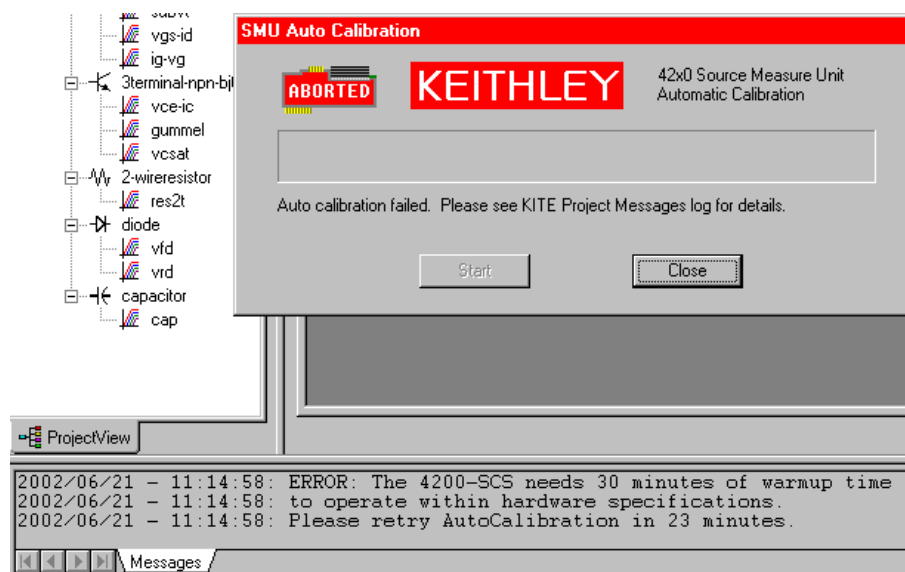 vgs-id
ig-vg
3terminal-npn-bjt
vce-ic
gummel
vcsat
2-wireresistor
res2t
diode
vfd
vrd
capacitor
cap
ProjectView
SMU Auto Calibration
ABORTED
KEITHLEY
42x0 Source Measure Unit
Automatic Calibration
Auto calibration failed. Please see KITE Project Messages log for details.
Start
Close
2002/06/21 - 11:14:58: ERROR: The 4200-SCS needs 30 minutes of warmup time
2002/06/21 - 11:14:58: to operate within hardware specifications.
2002/06/21 - 11:14:58: Please retry AutoCalibration in 23 minutes.
Messages